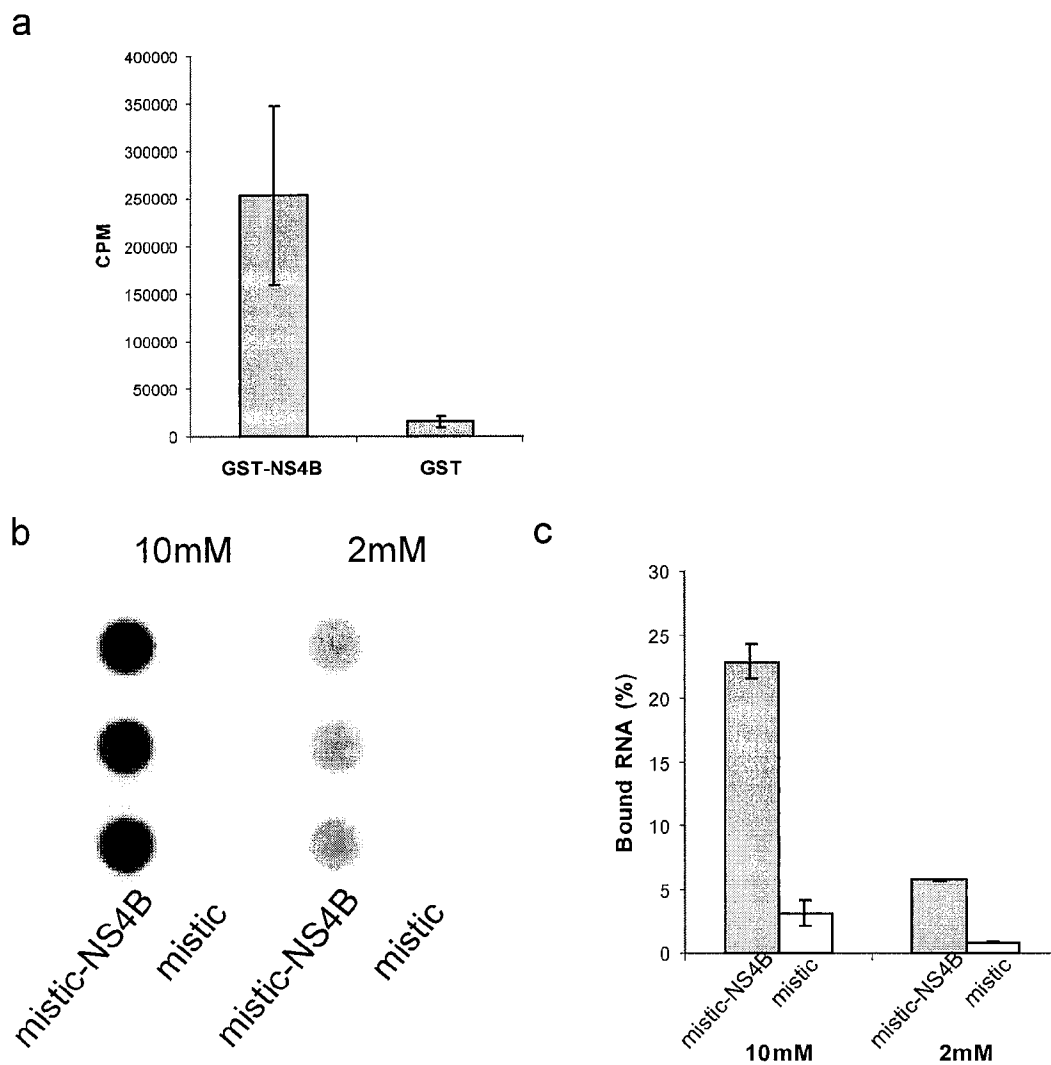 a
400000
350000
300000
250000
200000
150000
100000
50000
0
CPM
GST-NS4B
GST
b
10mM
2mM
mistic-NS4B
mistic
mistic-NS4B
mistic
c
30
25
20
15
10
5
0
Bound RNA (%)
mistic-NS4B
mistic
mistic-NS4B
mistic
10mM
2mM